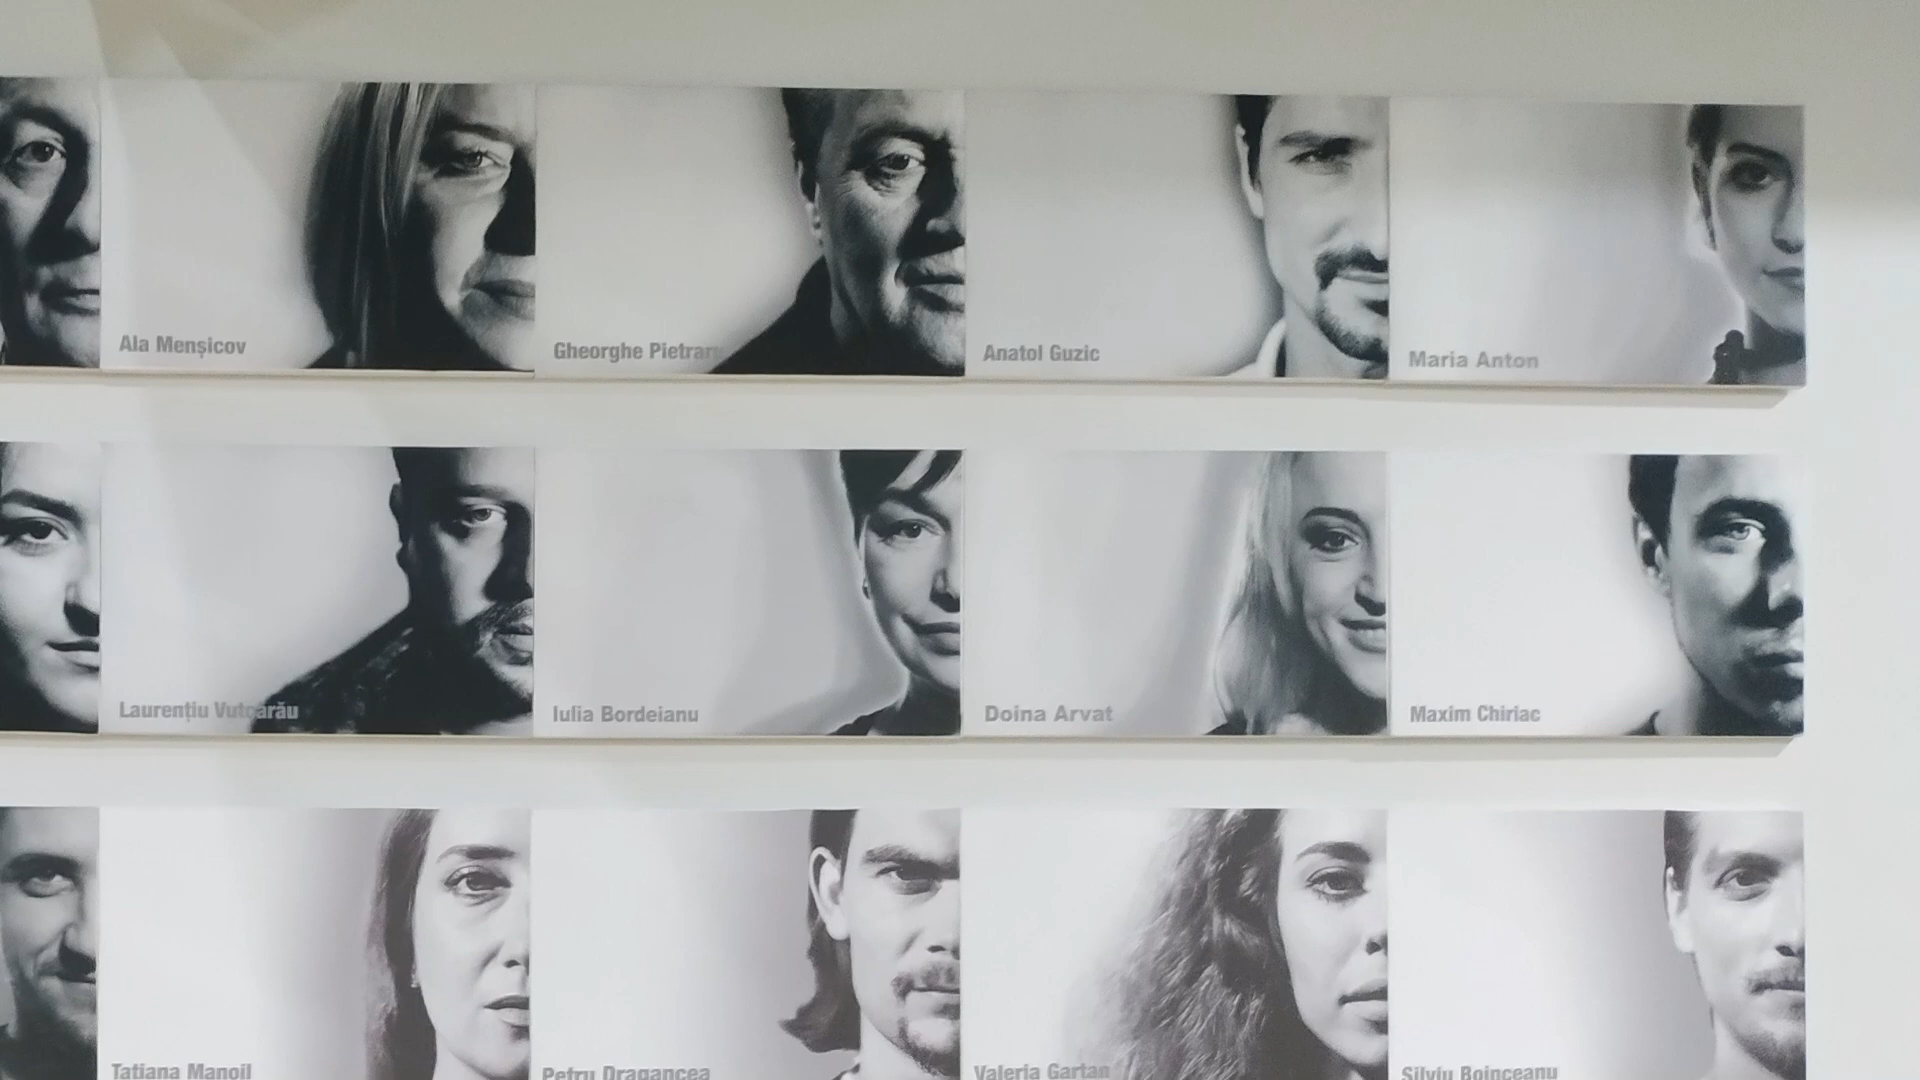 Ala Menșicov
Gheorghe Pietraru
Anatol Guzic
Maria Anton
Laurențiu Vutcărău
Iulia Bordeianu
Doina Arvat
Maxim Chiriac
Tatiana Manoil
Petru Dragancea
Valeria Gartan
Silviu Boinceanu